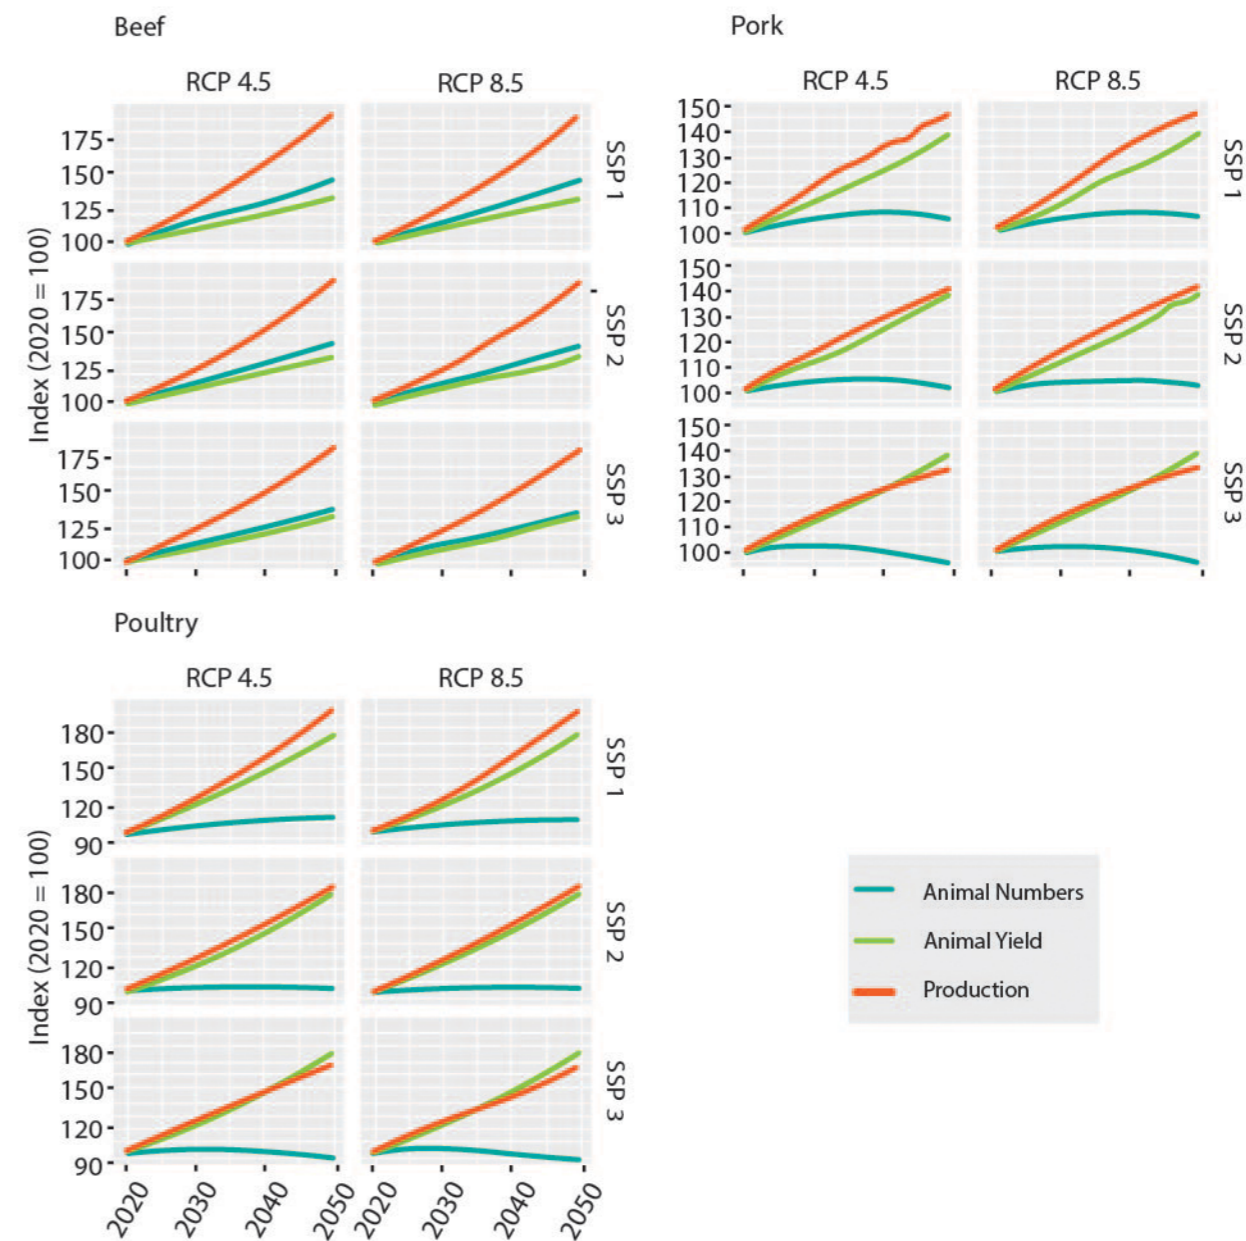 Beef
RCP 4.5 RCP 8.5
Index (2020 = 100)
175
150
125
100
SSP 1
175
150
125
100
SSP 2
175
150
125
100
SSP 3
Pork
RCP 4.5 RCP 8.5
150
140
130
120
110
100
SSP 1
150
140
130
120
110
100
SSP 2
150
140
130
120
110
100
SSP 3
Poultry
RCP 4.5 RCP 8.5
Index (2020 = 100)
180
150
120
90
SSP 1
180
150
120
90
SSP 2
180
150
120
90
SSP 3
2020 2030 2040 2050 2020 2030 2040 2050
Animal Numbers
Animal Yield
Production